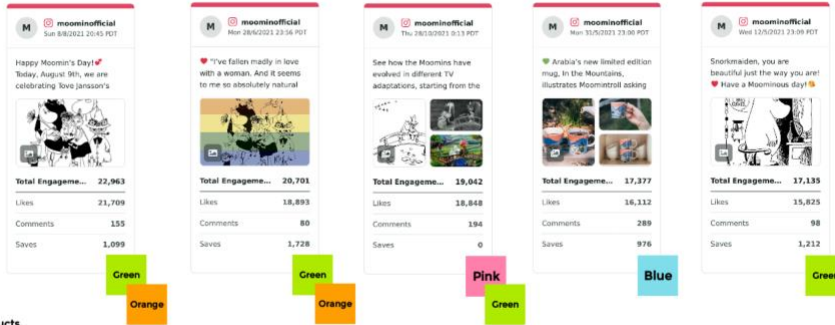 M
moominofficial
Sun 8/8/2021 20:45 PDT
Happy Moomin's Day!💕
Today, August 9th, we are
celebrating Tove Jansson's
Total Engageme... 22,963
Likes 21,709
Comments 155
Saves 1,099
Green
Orange
M
moominofficial
Mon 28/6/2021 23:56 PDT
❤️ "I've fallen madly in love
with a woman. And it seems
to me so absolutely natural
Total Engageme... 20,701
Likes 18,893
Comments 80
Saves 1,728
Green
Orange
M
moominofficial
Thu 28/10/2021 0:13 PDT
See how the Moomins have
evolved in different TV
adaptations, starting from the
Total Engageme... 19,042
Likes 18,848
Comments 194
Saves 0
Pink
Green
M
moominofficial
Mon 31/5/2021 23:00 PDT
💚 Arabia's new limited edition
mug, In the Mountains,
illustrates Moomintroll asking
Total Engageme... 17,377
Likes 16,112
Comments 289
Saves 976
Blue
M
moominofficial
Wed 12/5/2021 23:09 PDT
Snorkmaiden, you are
beautiful just the way you are!
❤️ Have a Moominous day!🤗
Total Engageme... 17,135
Likes 15,825
Comments 98
Saves 1,212
Green